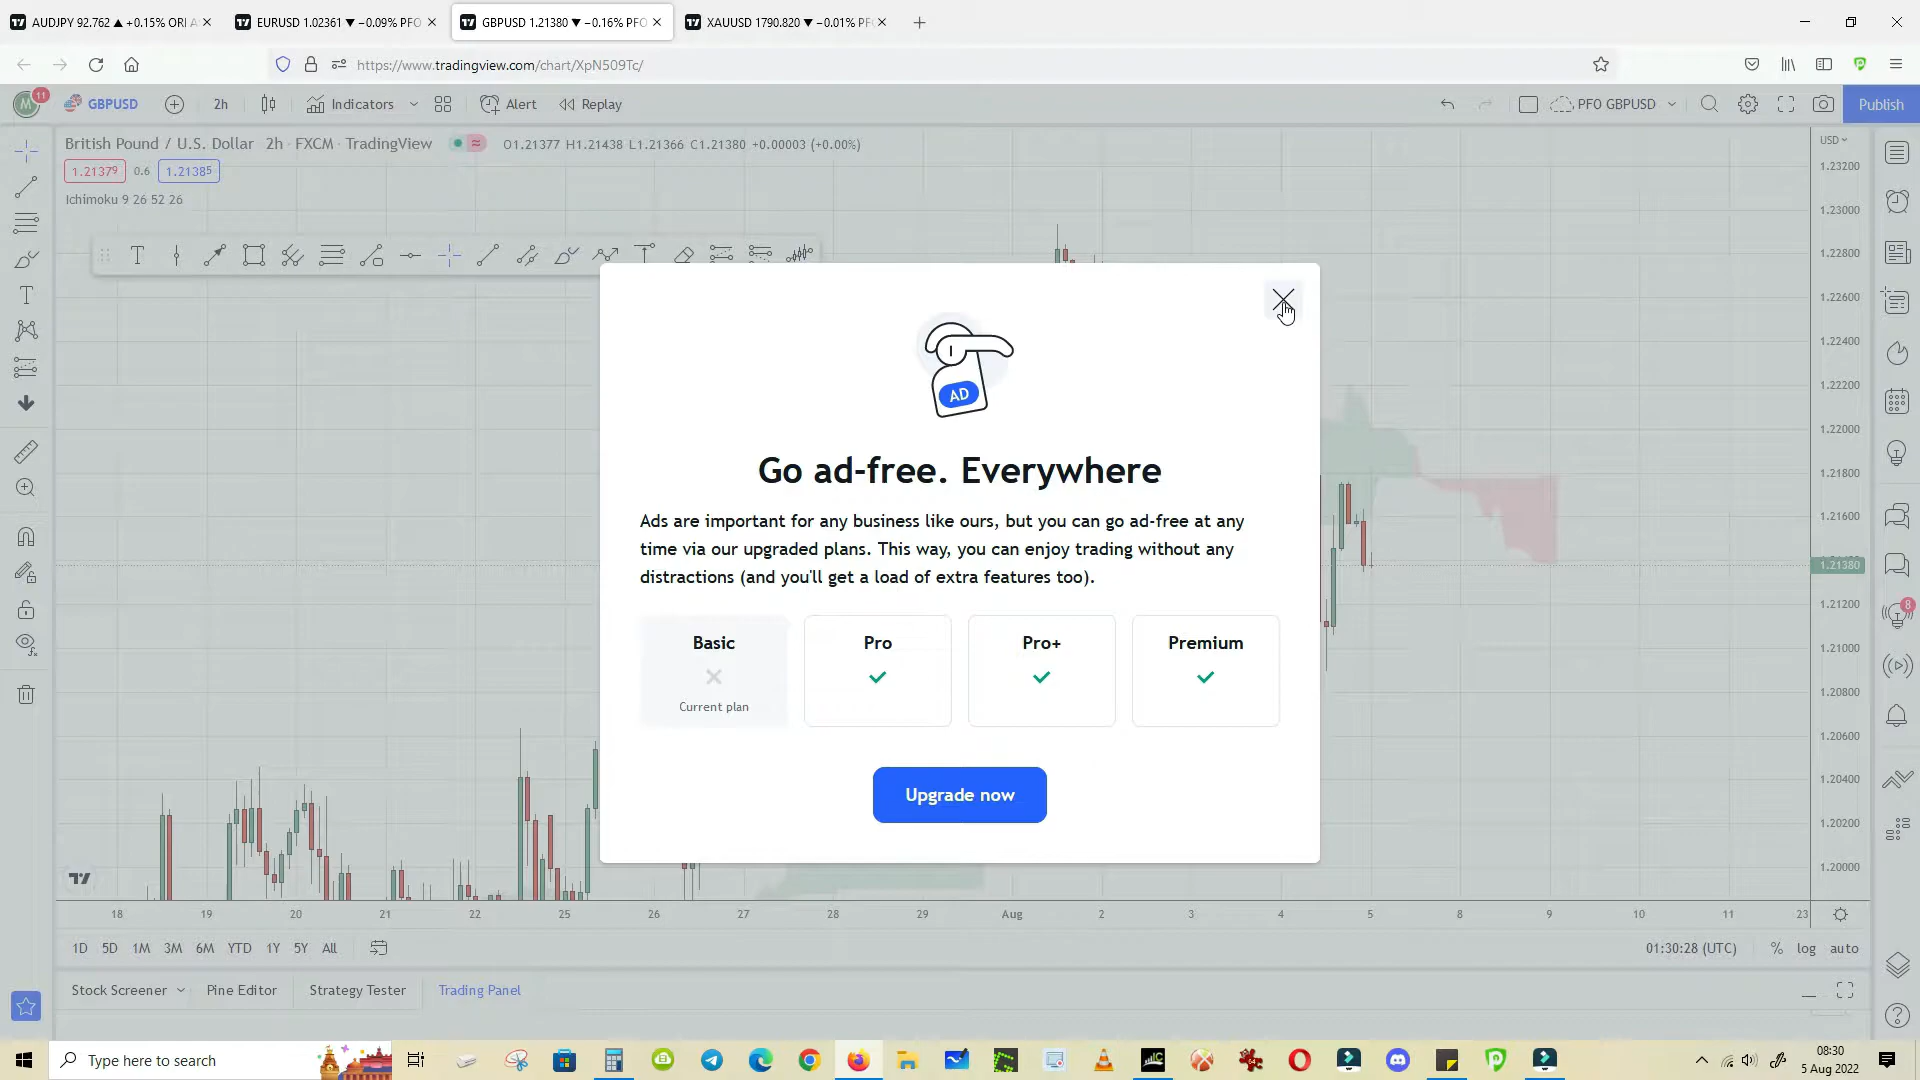 AUDJPY 92.762 ▲ +0.15% ORI A
EURUSD 1.02361 ▼ −0.09% PFO
GBPUSD 1.21380 ▼ −0.16% PFO
XAUUSD 1790.820 ▼ −0.01% PF
https://www.tradingview.com/chart/XpN509Tc/
M 11
GBPUSD
2h
Indicators
Alert
Replay
PFO GBPUSD
Publish
British Pound / U.S. Dollar 2h · FXCM · TradingView
O1.21377 H1.21438 L1.21366 C1.21380 +0.00003 (+0.00%)
1.21379 0.6 1.21385
Ichimoku 9 26 52 26
USD
1.23200
1.23000
1.22800
1.22600
1.22400
1.22200
1.22000
1.21800
1.21600
1.21380
1.21200
1.21000
1.20800
1.20600
1.20400
1.20200
1.20000
8
AD
Go ad-free. Everywhere
Ads are important for any business like ours, but you can go ad-free at any
time via our upgraded plans. This way, you can enjoy trading without any
distractions (and you'll get a load of extra features too).
Basic
Current plan
Pro
Pro+
Premium
Upgrade now
18 19 20 21 22 25 26 27 28 29 Aug 2 3 4 5 8 9 10 11 23
1D 5D 1M 3M 6M YTD 1Y 5Y All
01:30:28 (UTC) % log auto
Stock Screener Pine Editor Strategy Tester Trading Panel
Type here to search
08:30
5 Aug 2022